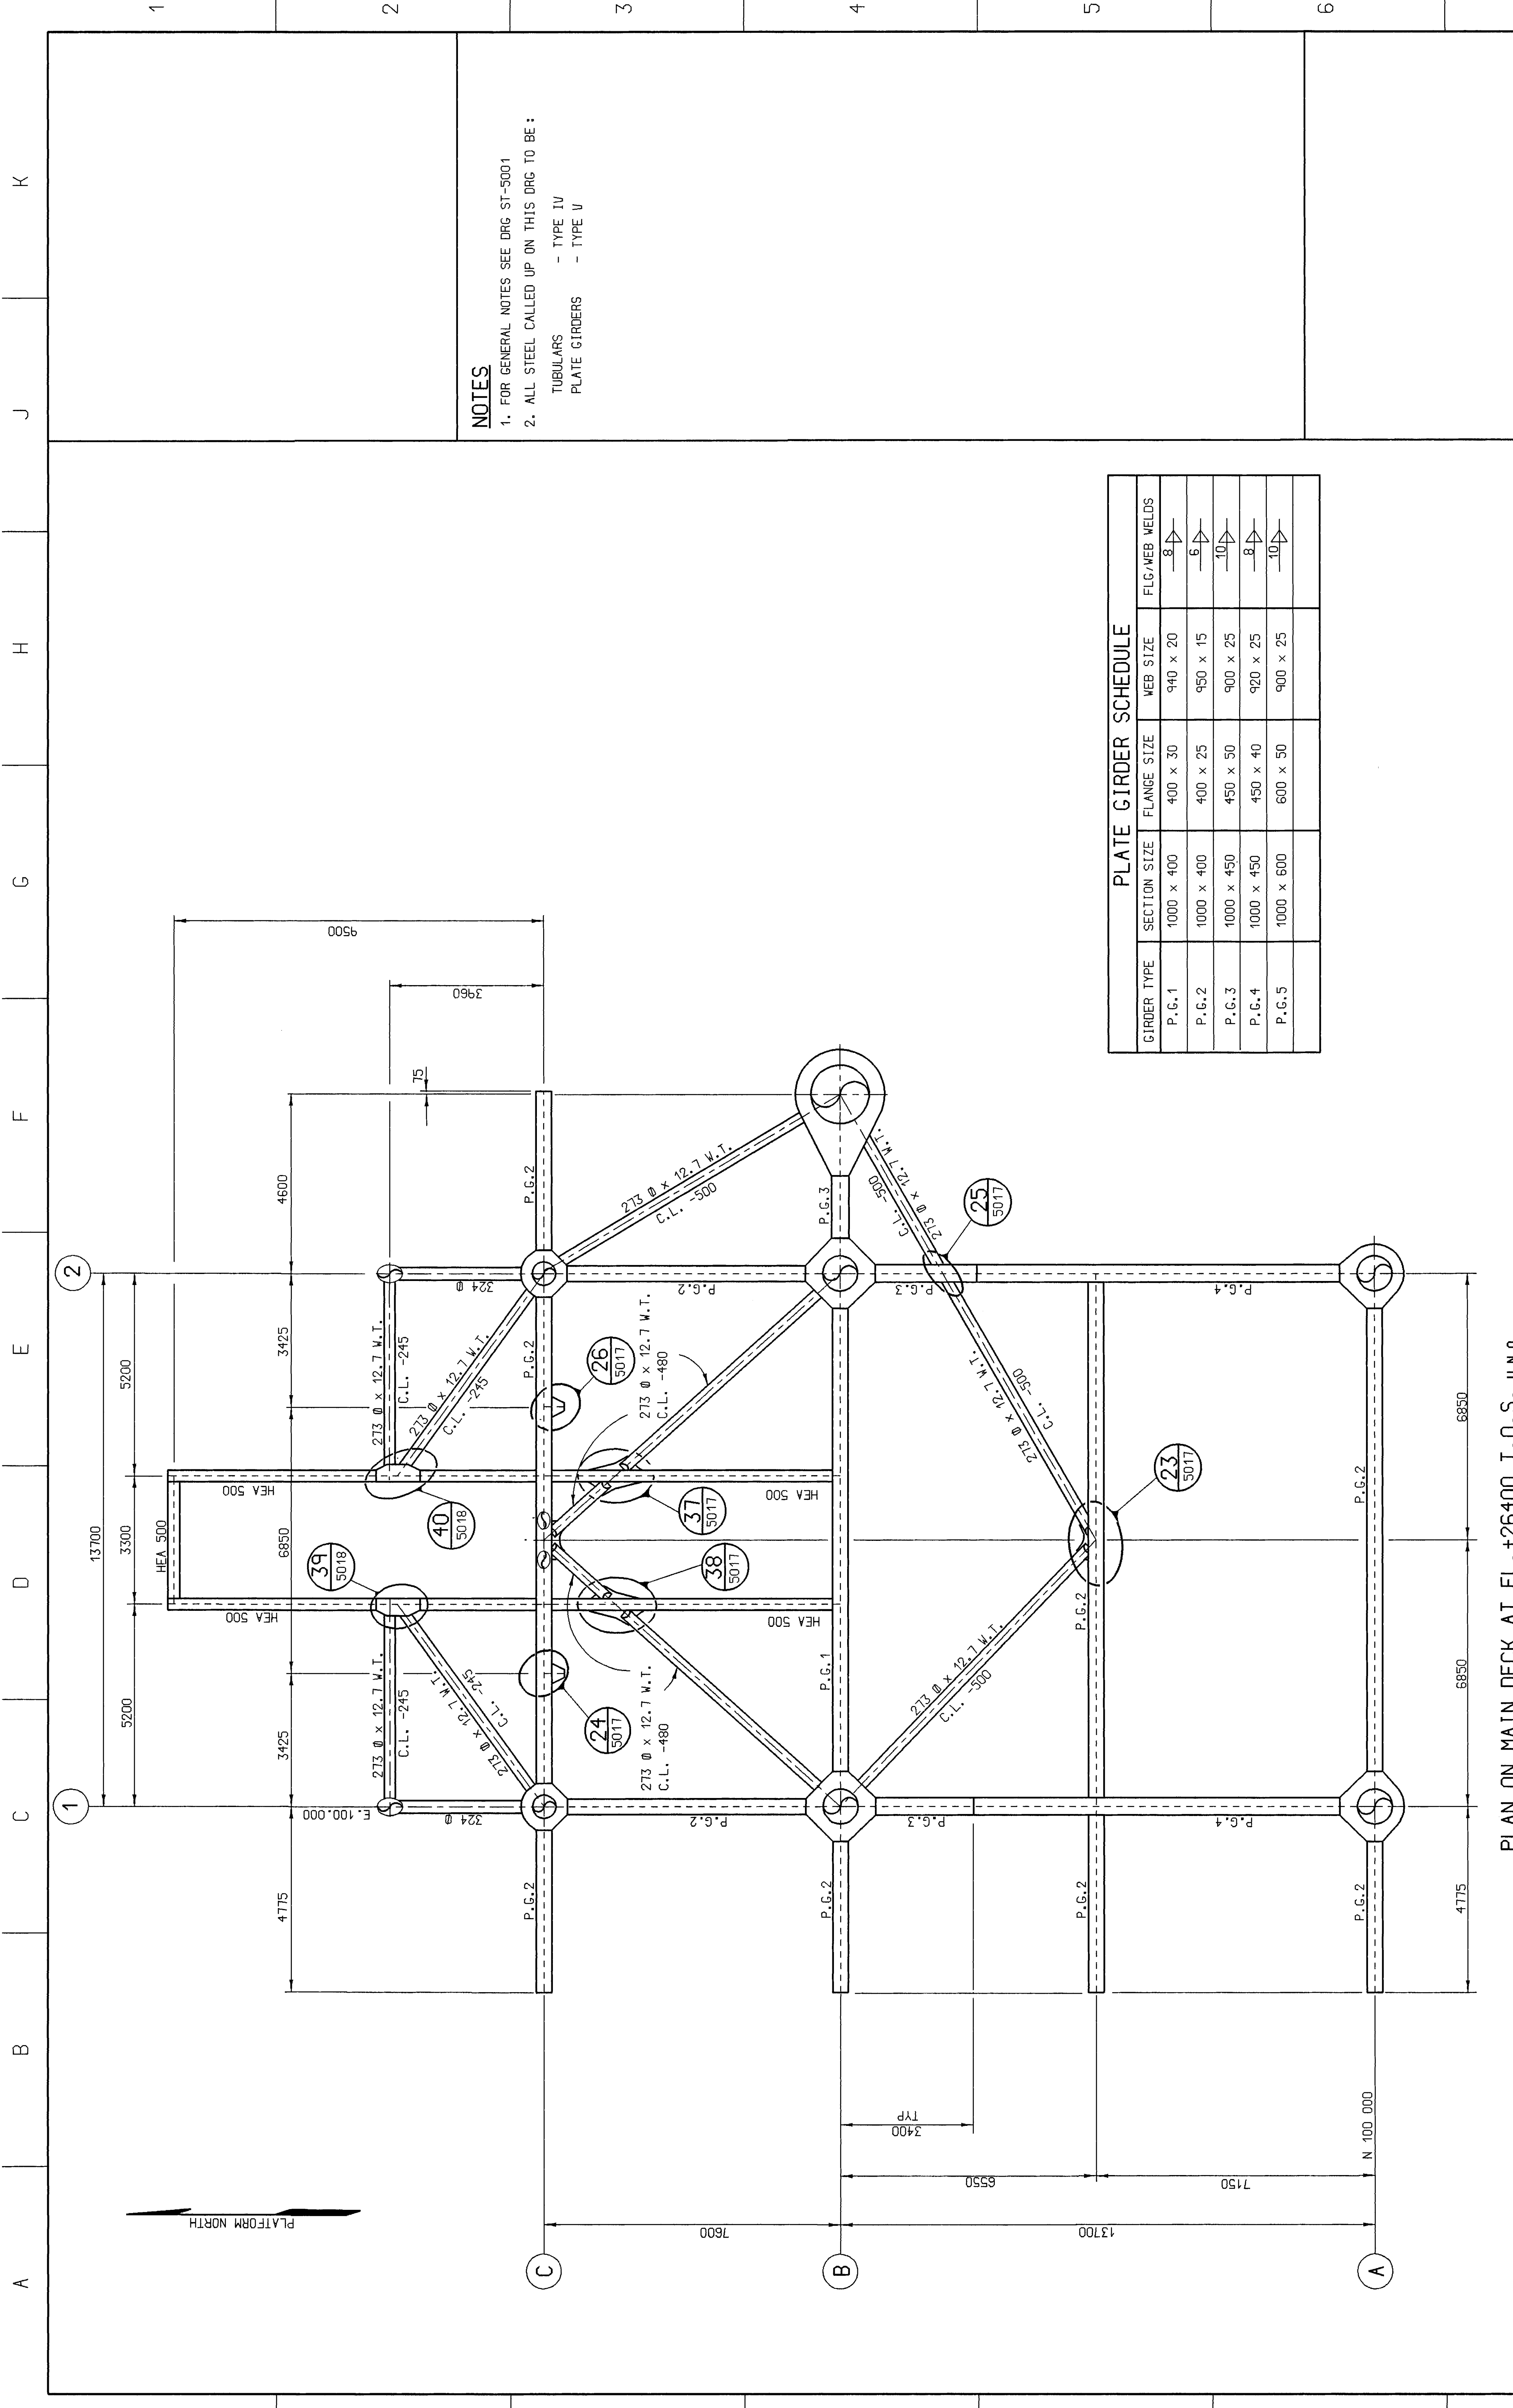 A
B
C
D
E
F
G
H
J
K
1
2
3
4
5
6
PLATFORM NORTH
1
2
13700
5200
3300
5200
4775
3425
6850
3425
4600
75
9500
3960
HEA 500
HEA 500
HEA 500
39
5018
40
5018
E.100.000
324 Ø
273 Ø x 12.7 W.T.
C.L. -245
273 Ø x 12.7 W.T.
C.L. -245
273 Ø x 12.7 W.T.
C.L. -245
273 Ø x 12.7 W.T.
C.L. -245
324 Ø
C
P.G.2
P.G.2
P.G.2
24
5017
26
5017
273 Ø x 12.7 W.T.
C.L. -480
273 Ø x 12.7 W.T.
C.L. -480
273 Ø x 12.7 W.T.
C.L. -500
38
5017
37
5017
7600
P.G.2
P.G.2
HEA 500
HEA 500
B
P.G.2
P.G.1
P.G.3
3400
TYP
P.G.3
P.G.3
273 Ø x 12.7 W.T.
C.L. -500
273 Ø x 12.7 W.T.
C.L. -500
273 Ø x 12.7 W.T.
C.L. -500
25
5017
23
5017
6550
7150
13700
P.G.2
P.G.2
P.G.4
P.G.4
A
N 100 000
P.G.2
P.G.2
4775
6850
6850
PLAN ON MAIN DECK AT EL.+26400 T.O.S. U.N.O.
PLATE GIRDER SCHEDULE
GIRDER TYPE SECTION SIZE FLANGE SIZE WEB SIZE FLG/WEB WELDS
P.G.1 1000 x 400 400 x 30 940 x 20 8
P.G.2 1000 x 400 400 x 25 950 x 15 6
P.G.3 1000 x 450 450 x 50 900 x 25 10
P.G.4 1000 x 450 450 x 40 920 x 25 8
P.G.5 1000 x 600 600 x 50 900 x 25 10
NOTES
1. FOR GENERAL NOTES SEE DRG ST-5001
2. ALL STEEL CALLED UP ON THIS DRG TO BE :
TUBULARS - TYPE IV
PLATE GIRDERS - TYPE V